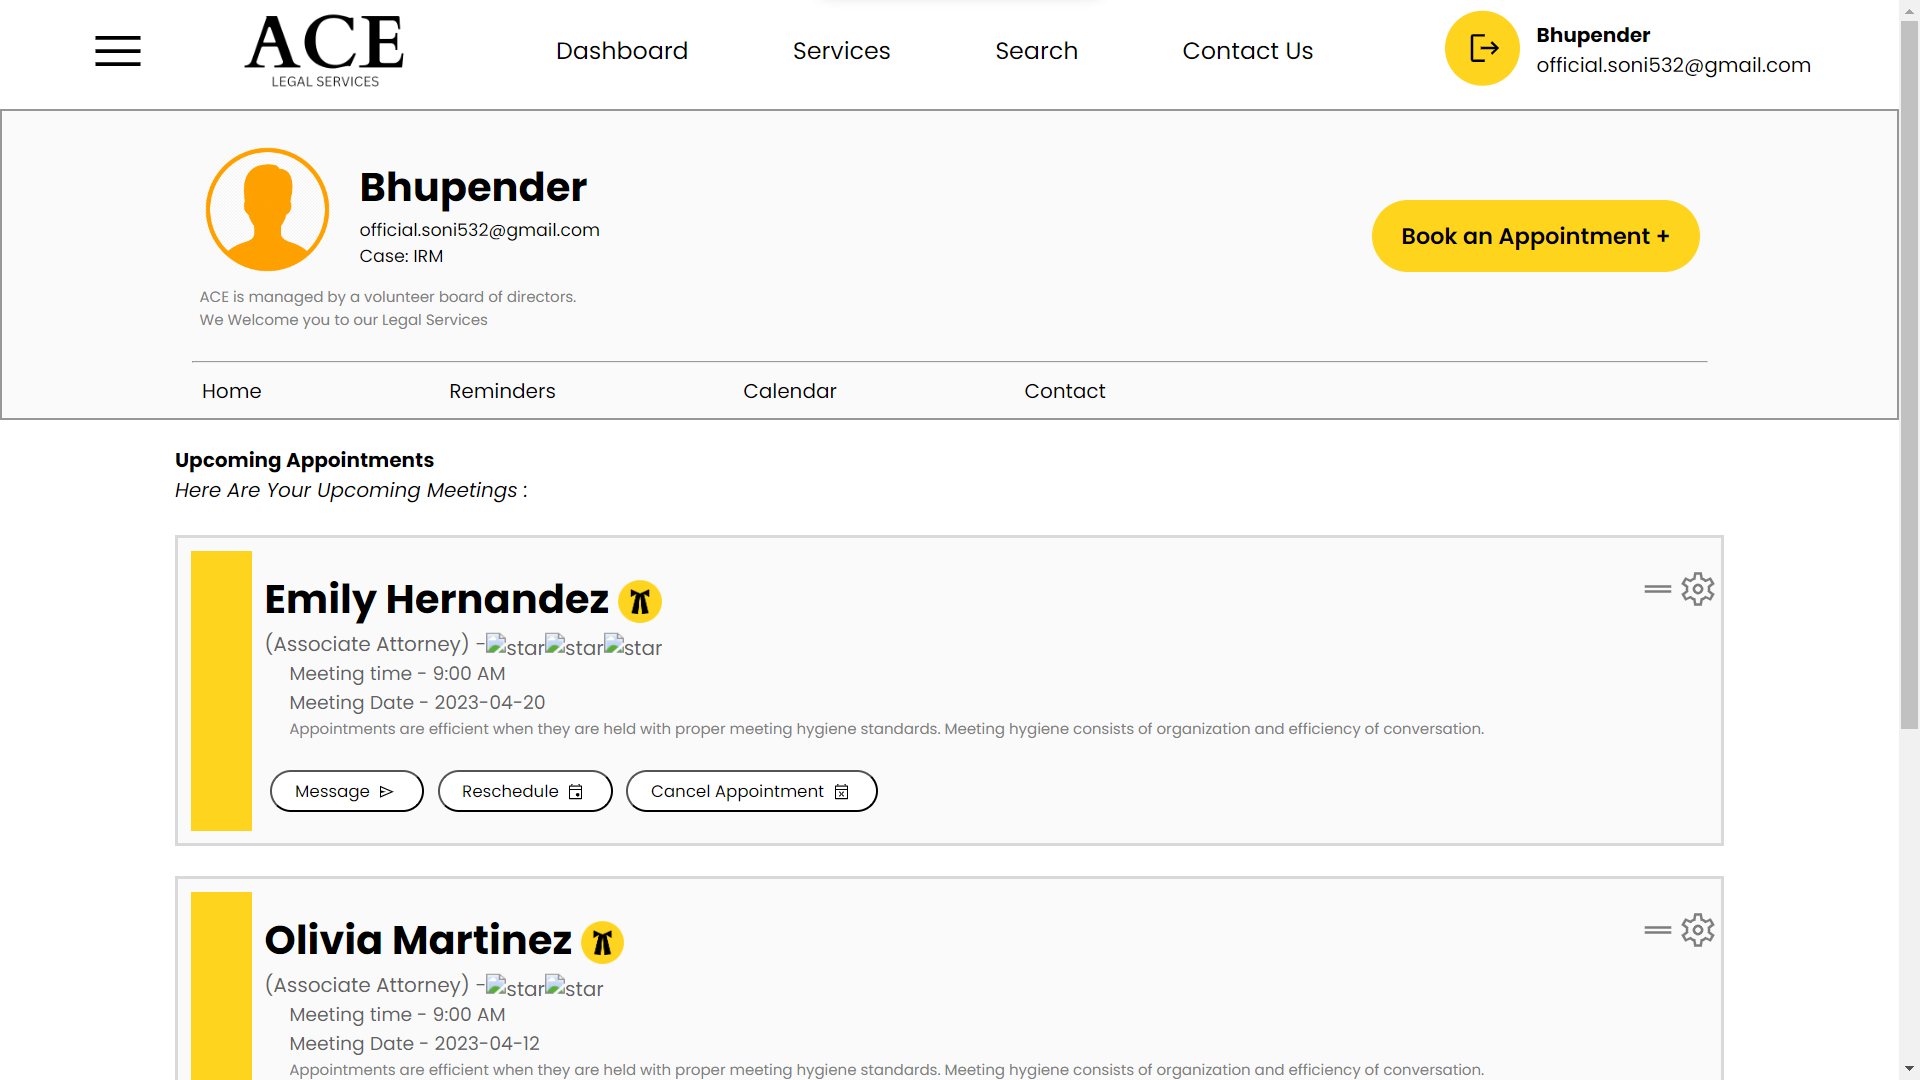 ACE
LEGAL SERVICES
Dashboard
Services
Search
Contact Us
Bhupender
official.soni532@gmail.com
Bhupender
official.soni532@gmail.com
Case: IRM
ACE is managed by a volunteer board of directors.
We Welcome you to our Legal Services
Book an Appointment +
Home
Reminders
Calendar
Contact
Upcoming Appointments
Here Are Your Upcoming Meetings :
Emily Hernandez
(Associate Attorney) -starstarstar
Meeting time - 9:00 AM
Meeting Date - 2023-04-20
Appointments are efficient when they are held with proper meeting hygiene standards. Meeting hygiene consists of organization and efficiency of conversation.
Message
Reschedule
Cancel Appointment
Olivia Martinez
(Associate Attorney) -starstar
Meeting time - 9:00 AM
Meeting Date - 2023-04-12
Appointments are efficient when they are held with proper meeting hygiene standards. Meeting hygiene consists of organization and efficiency of conversation.